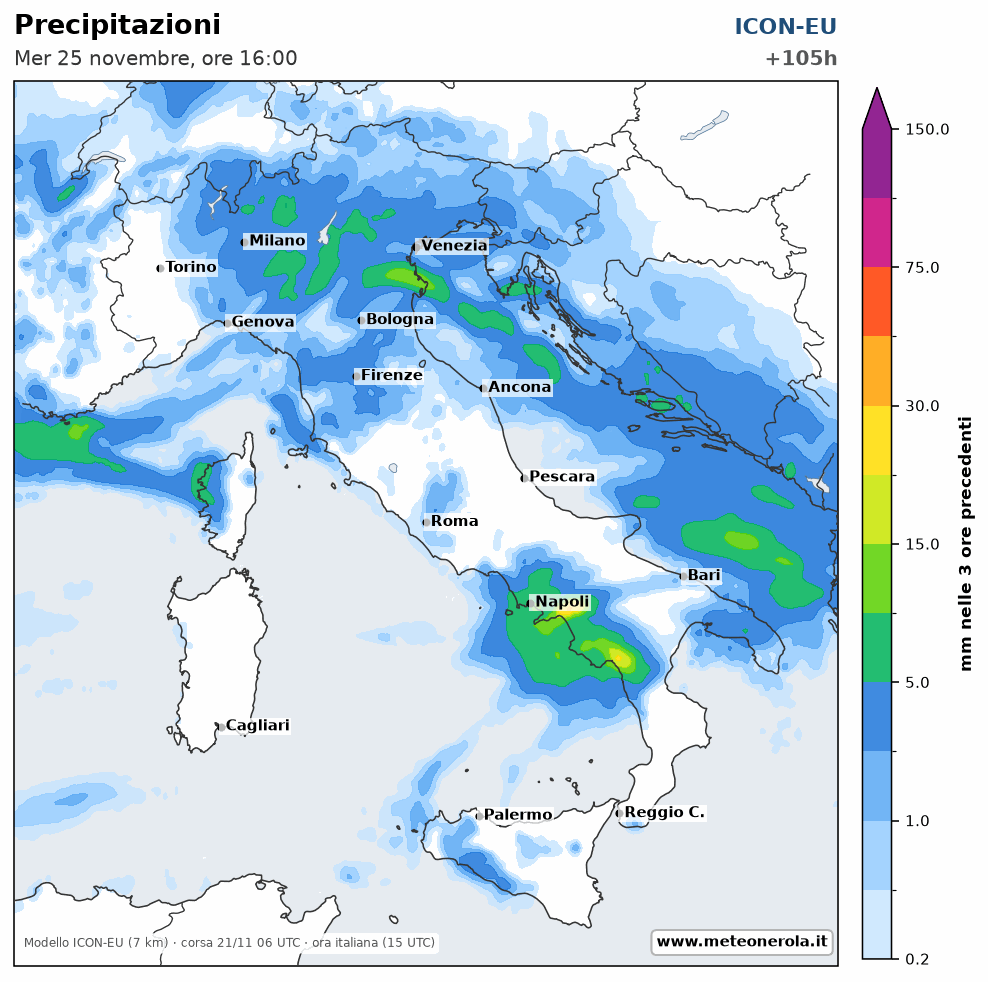 Precipitazioni
ICON-EU
Mer 25 novembre, ore 16:00
+105h
150.0
75.0
30.0
15.0
5.0
1.0
0.2
mm nelle 3 ore precedenti
Milano
Venezia
Torino
Genova
Bologna
Firenze
Ancona
Pescara
Roma
Bari
Napoli
Cagliari
Palermo
Reggio C.
Modello ICON-EU (7 km) · corsa 21/11 06 UTC · ora italiana (15 UTC)
www.meteonerola.it